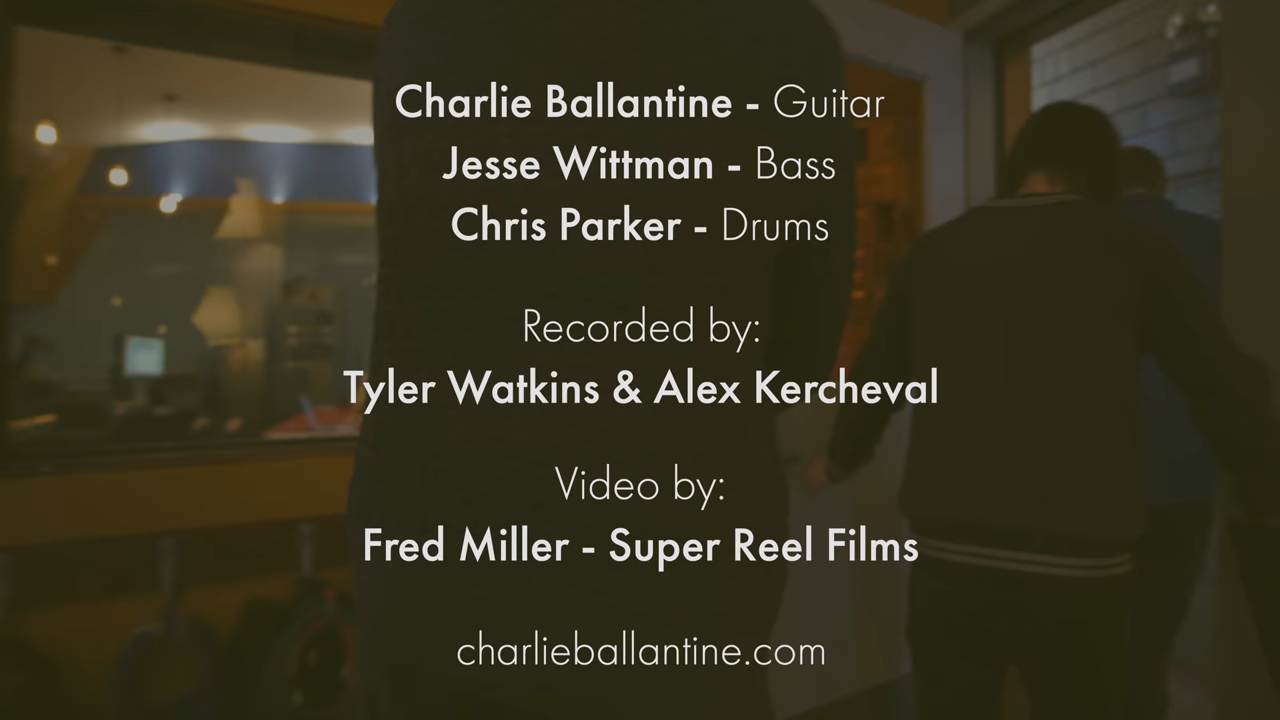 Charlie Ballantine - Guitar
Jesse Wittman - Bass
Chris Parker - Drums
Recorded by:
Tyler Watkins & Alex Kercheval
Video by:
Fred Miller - Super Reel Films
charlieballantine.com